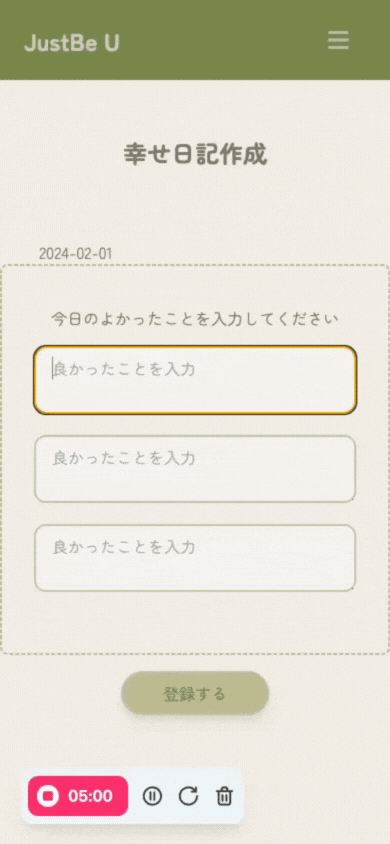 JustBe U
幸せ日記作成
2024-02-01
今日のよかったことを入力してください
良かったことを入力
良かったことを入力
良かったことを入力
登録する
05:00